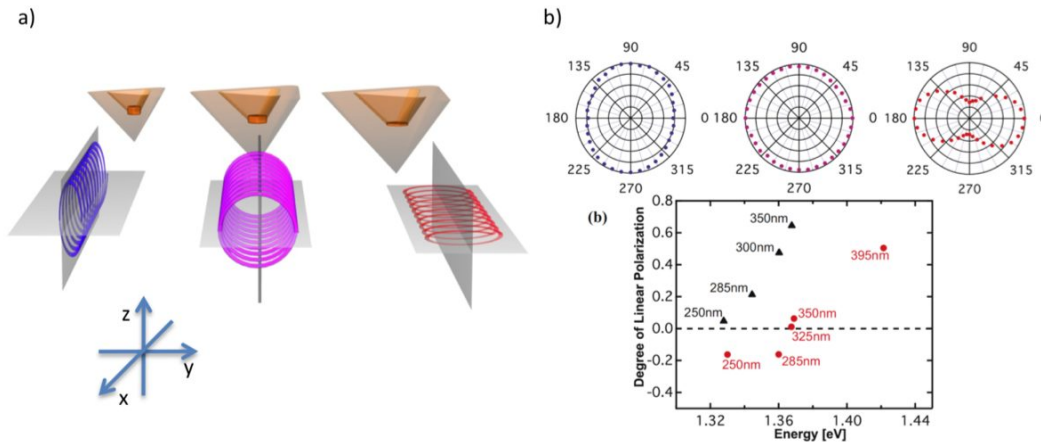 a)
b)
z
y
x
90
135
45
180
0
225
315
270
90
135
45
180
0
225
315
270
90
135
45
180
0
225
315
270
(b)
Degree of Linear Polarization
0.8
0.6
0.4
0.2
0.0
-0.2
-0.4
350nm
300nm
285nm
250nm
395nm
350nm
325nm
250nm
285nm
1.32
1.36
1.40
1.44
Energy [eV]